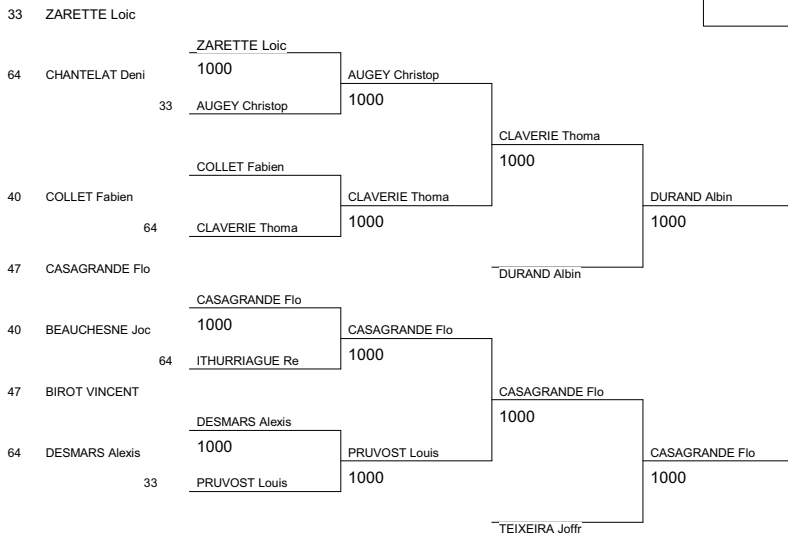 33 ZARETTE Loic
ZARETTE Loic
64 CHANTELAT Deni
1000
AUGEY Christop
33 AUGEY Christop
1000
CLAVERIE Thoma
1000
COLLET Fabien
40 COLLET Fabien
CLAVERIE Thoma
DURAND Albin
1000
1000
64 CLAVERIE Thoma
47 CASAGRANDE Flo
DURAND Albin
CASAGRANDE Flo
40 BEAUCHESNE Joc
1000
CASAGRANDE Flo
64 ITHURRIAGUE Re
1000
47 BIROT VINCENT
CASAGRANDE Flo
1000
DESMARS Alexis
64 DESMARS Alexis
1000
PRUVOST Louis
CASAGRANDE Flo
1000
1000
33 PRUVOST Louis
TEIXEIRA Joffr